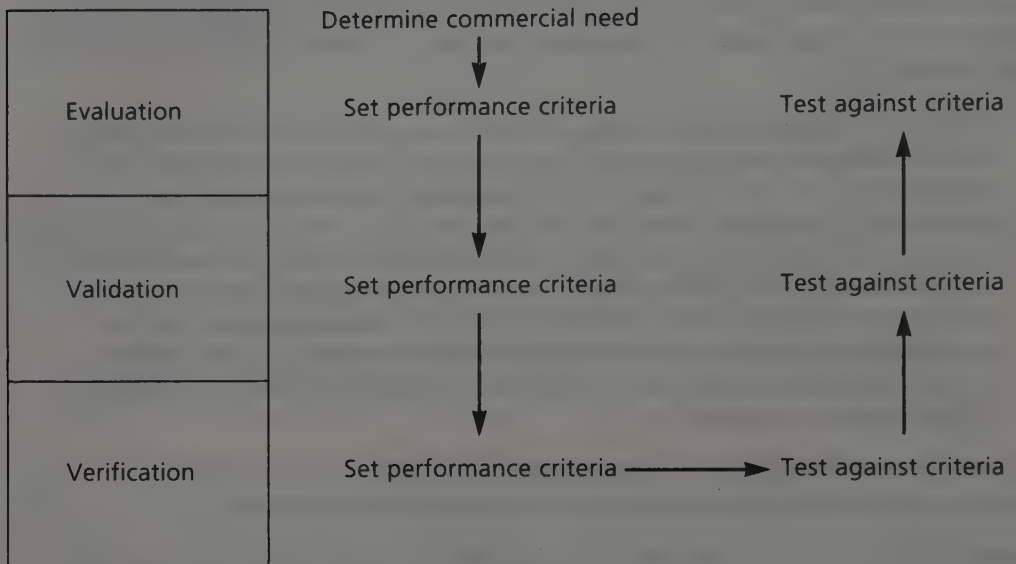 Determine commercial need
Evaluation
Set performance criteria
Test against criteria
Validation
Set performance criteria
Test against criteria
Verification
Set performance criteria
Test against criteria